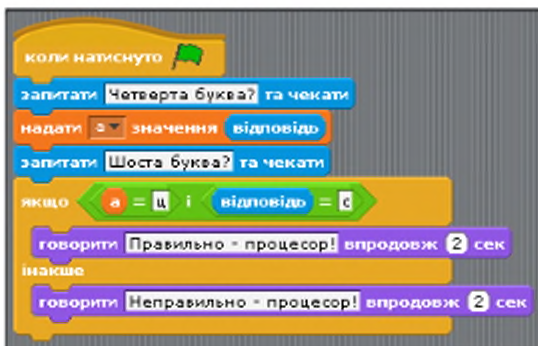 коли натиснуто
запитати Четверта буква? та чекати
надати а значення відповідь
запитати Шоста буква? та чекати
якщо а = ц і відповідь = с
говорити Правильно - процесор! впродовж 2 сек
інакше
говорити Неправильно - процесор! впродовж 2 сек